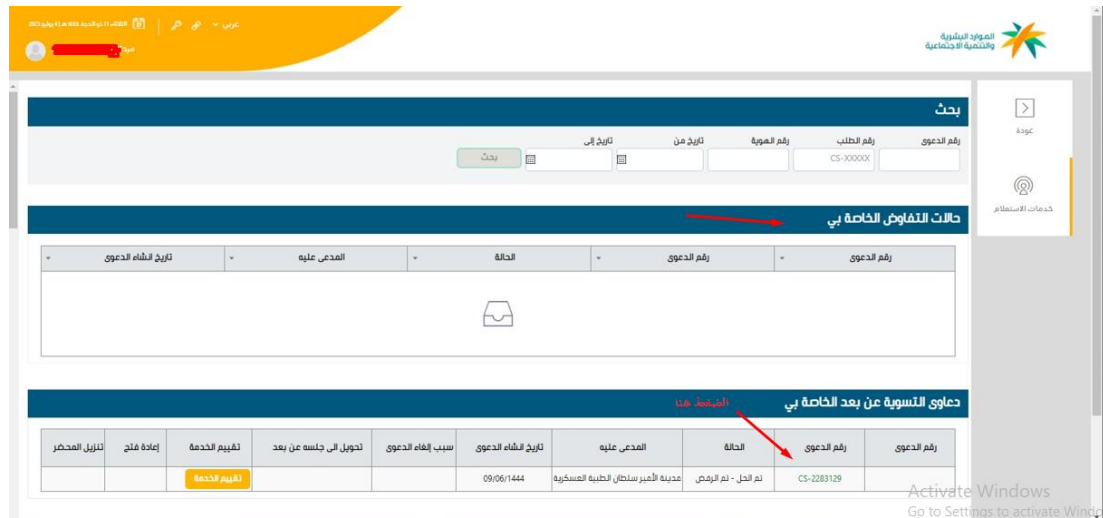 الموارد البشرية
والتنمية الاجتماعية
عربي
عودة
خدمات الاستعلام
بحث
رقم الدعوى
رقم الطلب
رقم الهوية
تاريخ من
تاريخ إلى
CS-XXXXX
بحث
حالات التفاوض الخاصة بي
رقم الدعوى
رقم الدعوى
الحالة
المدعى عليه
تاريخ انشاء الدعوى
دعاوى التسوية عن بعد الخاصة بي
الضغط هنا
رقم الدعوى
رقم الدعوى
الحالة
المدعى عليه
تاريخ انشاء الدعوى
سبب إلغاء الدعوى
تحويل الى جلسه عن بعد
تقييم الخدمة
إعادة فتح
تنزيل المحضر
CS-2283129
تم الحل - تم الرفض
مدينة الأمير سلطان الطبية العسكرية
09/06/1444
تقييم الخدمة
Activate Windows
Go to Settings to activate Windo